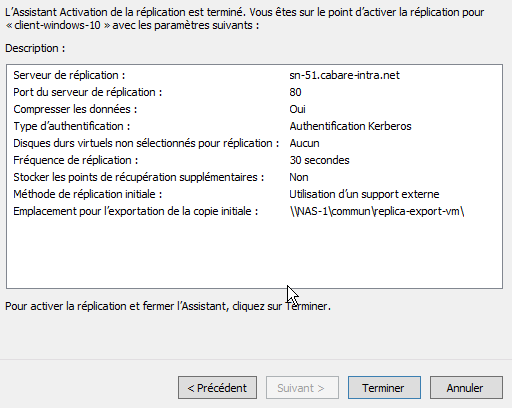 L'Assistant Activation de la réplication est terminé. Vous êtes sur le point d'activer la réplication pour
« client-windows-10 » avec les paramètres suivants :
Description :
Serveur de réplication : sn-51.cabare-intra.net
Port du serveur de réplication : 80
Compresser les données : Oui
Type d'authentification : Authentification Kerberos
Disques durs virtuels non sélectionnés pour réplication : Aucun
Fréquence de réplication : 30 secondes
Stocker les points de récupération supplémentaires : Non
Méthode de réplication initiale : Utilisation d'un support externe
Emplacement pour l'exportation de la copie initiale : \\NAS-1\commun\replica-export-vm\
Pour activer la réplication et fermer l'Assistant, cliquez sur Terminer.
< Précédent Suivant > Terminer Annuler